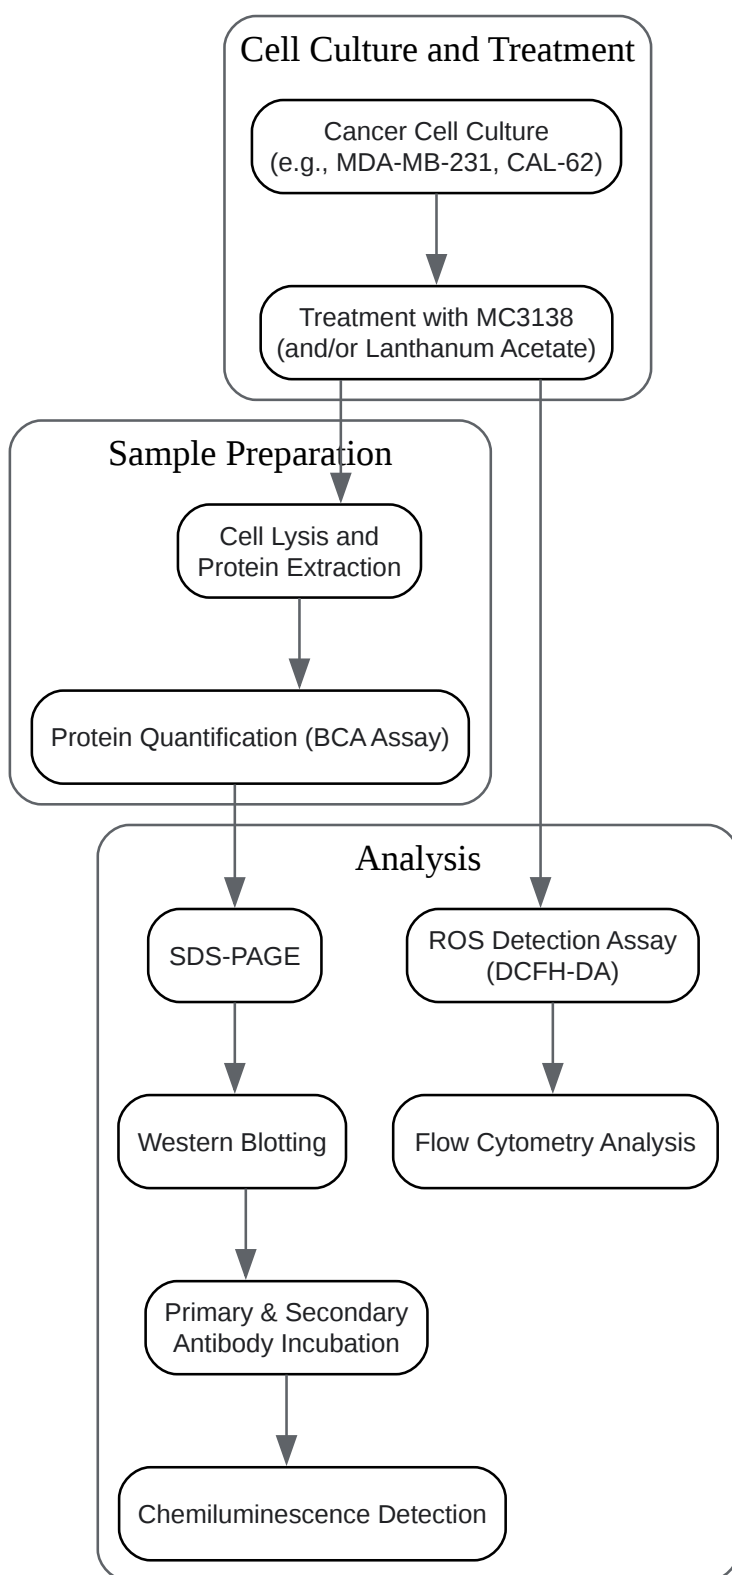 Cell Culture and Treatment
Cancer Cell Culture
(e.g., MDA-MB-231, CAL-62)
Treatment with MC3138
(and/or Lanthanum Acetate)
Sample Preparation
Cell Lysis and
Protein Extraction
Protein Quantification (BCA Assay)
Analysis
SDS-PAGE
ROS Detection Assay
(DCFH-DA)
Western Blotting
Flow Cytometry Analysis
Primary & Secondary
Antibody Incubation
Chemiluminescence Detection